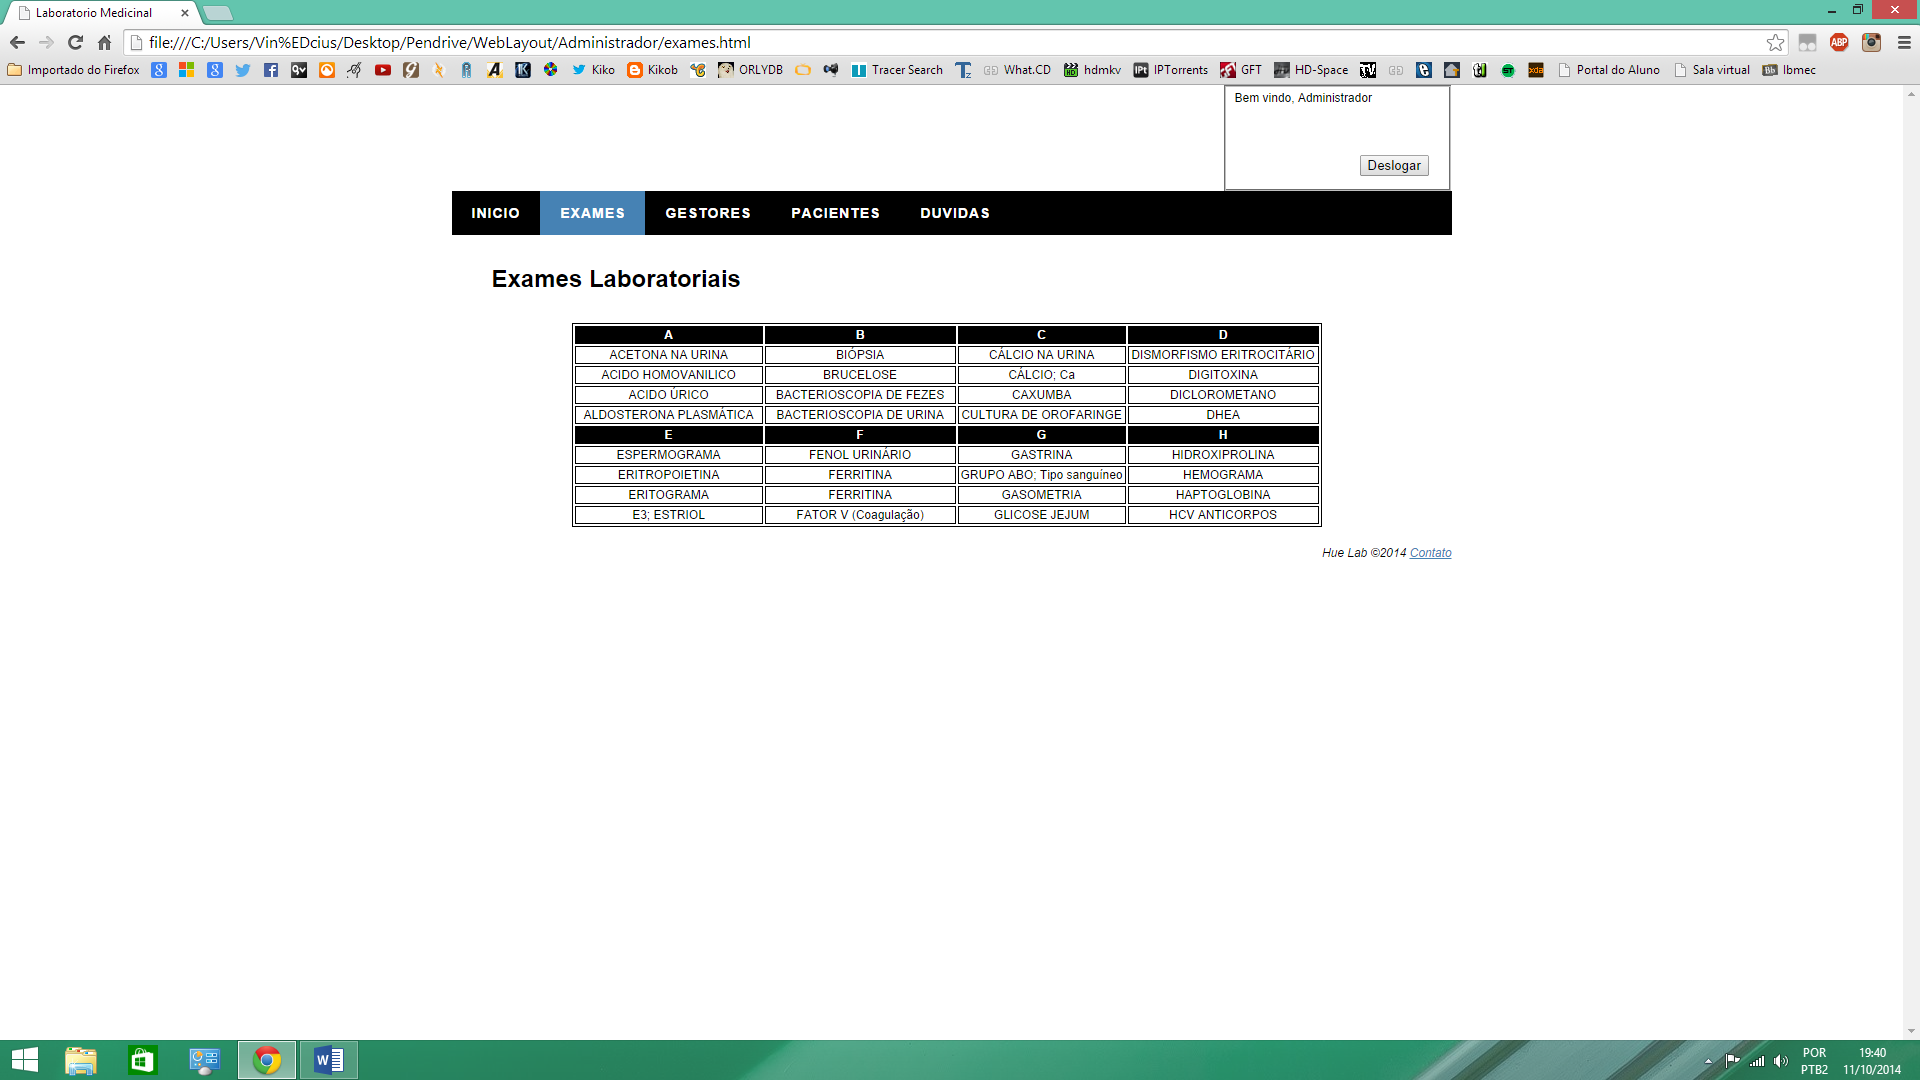 Laboratorio Medicinal
file:///C:/Users/Vin%EDcius/Desktop/Pendrive/WebLayout/Administrador/exames.html
ABP
Importado do Firefox Kiko Kikob ORLYDB Tracer Search What.CD hdmkv IPTorrents GFT HD-Space Portal do Aluno Sala virtual Ibmec
Bem vindo, Administrador
Deslogar
INICIO EXAMES GESTORES PACIENTES DUVIDAS
Exames Laboratoriais
A B C D
ACETONA NA URINA BIÓPSIA CÁLCIO NA URINA DISMORFISMO ERITROCITÁRIO
ACIDO HOMOVANILICO BRUCELOSE CÁLCIO; Ca DIGITOXINA
ACIDO ÚRICO BACTERIOSCOPIA DE FEZES CAXUMBA DICLOROMETANO
ALDOSTERONA PLASMÁTICA BACTERIOSCOPIA DE URINA CULTURA DE OROFARINGE DHEA
E F G H
ESPERMOGRAMA FENOL URINÁRIO GASTRINA HIDROXIPROLINA
ERITROPOIETINA FERRITINA GRUPO ABO; Tipo sanguíneo HEMOGRAMA
ERITOGRAMA FERRITINA GASOMETRIA HAPTOGLOBINA
E3; ESTRIOL FATOR V (Coagulação) GLICOSE JEJUM HCV ANTICORPOS
Hue Lab ©2014 Contato
POR 19:40
PTB2 11/10/2014